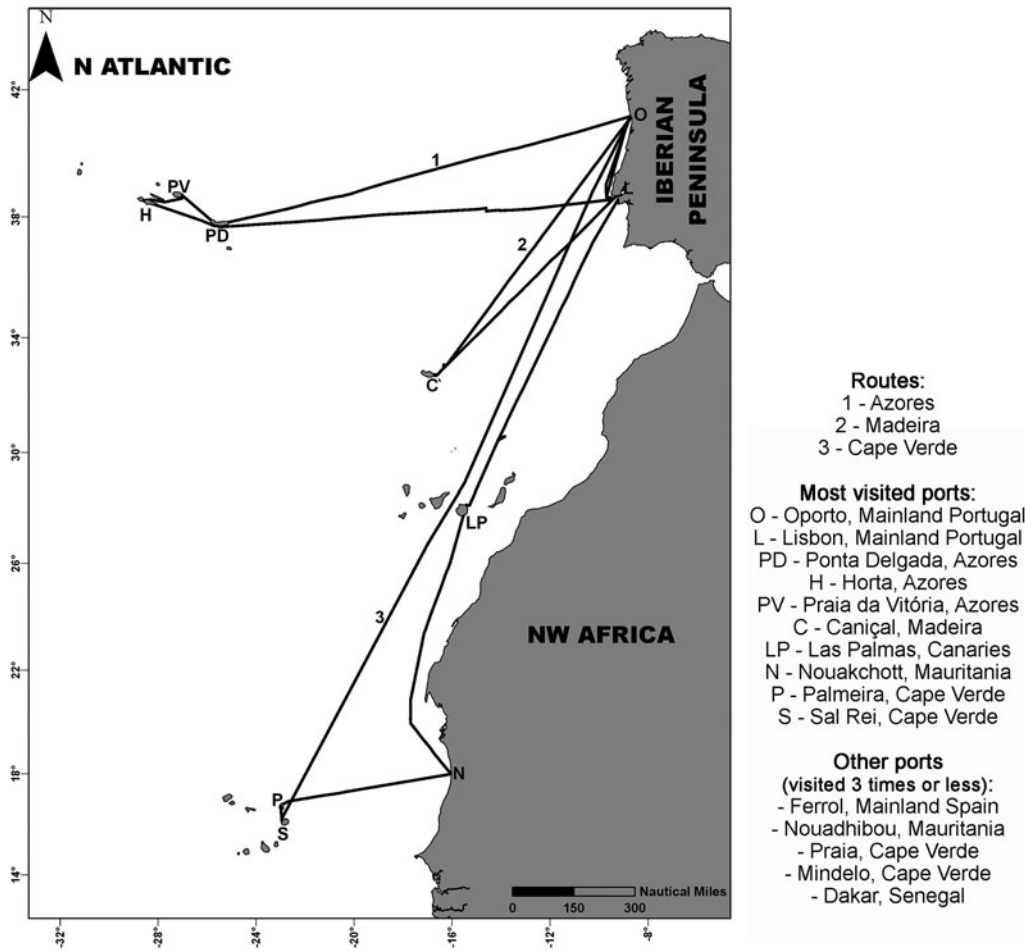 N
N ATLANTIC
42°
38°
34°
30°
26°
22°
18°
14°
-32°
-28°
-24°
-20°
-16°
-12°
-8°
IBERIAN
PENINSULA
O
1
PV
H
PD
2
C
LP
3
NW AFRICA
N
P
S
Nautical Miles
0 150 300
Routes:
1 - Azores
2 - Madeira
3 - Cape Verde
Most visited ports:
O - Oporto, Mainland Portugal
L - Lisbon, Mainland Portugal
PD - Ponta Delgada, Azores
H - Horta, Azores
PV - Praia da Vitória, Azores
C - Caniçal, Madeira
LP - Las Palmas, Canaries
N - Nouakchott, Mauritania
P - Palmeira, Cape Verde
S - Sal Rei, Cape Verde
Other ports
(visited 3 times or less):
- Ferrol, Mainland Spain
- Nouadhibou, Mauritania
- Praia, Cape Verde
- Mindelo, Cape Verde
- Dakar, Senegal